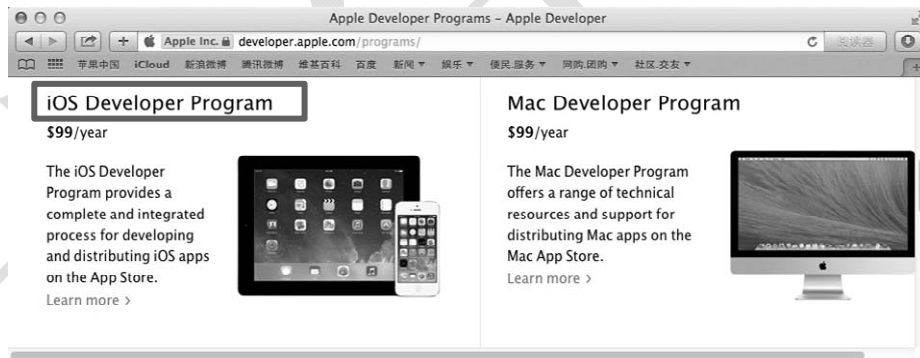 Apple Developer Programs – Apple Developer
Apple Inc. developer.apple.com/programs/
阅读器
苹果中国 iCloud 新浪微博 腾讯微博 维基百科 百度 新闻 娱乐 便民.服务 网购.团购 社区.交友
iOS Developer Program
$99/year
The iOS Developer
Program provides a
complete and integrated
process for developing
and distributing iOS apps
on the App Store.
Learn more ›
Mac Developer Program
$99/year
The Mac Developer Program
offers a range of technical
resources and support for
distributing Mac apps on the
Mac App Store.
Learn more ›